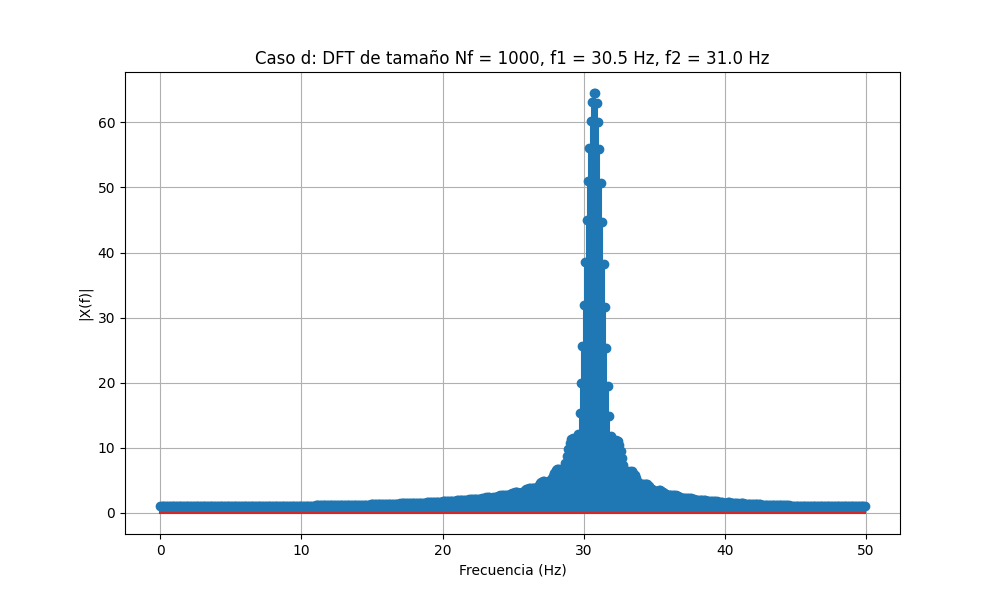 Caso d: DFT de tamaño Nf = 1000, f1 = 30.5 Hz, f2 = 31.0 Hz
|X(f)|
60
50
40
30
20
10
0
0 10 20 30 40 50
Frecuencia (Hz)